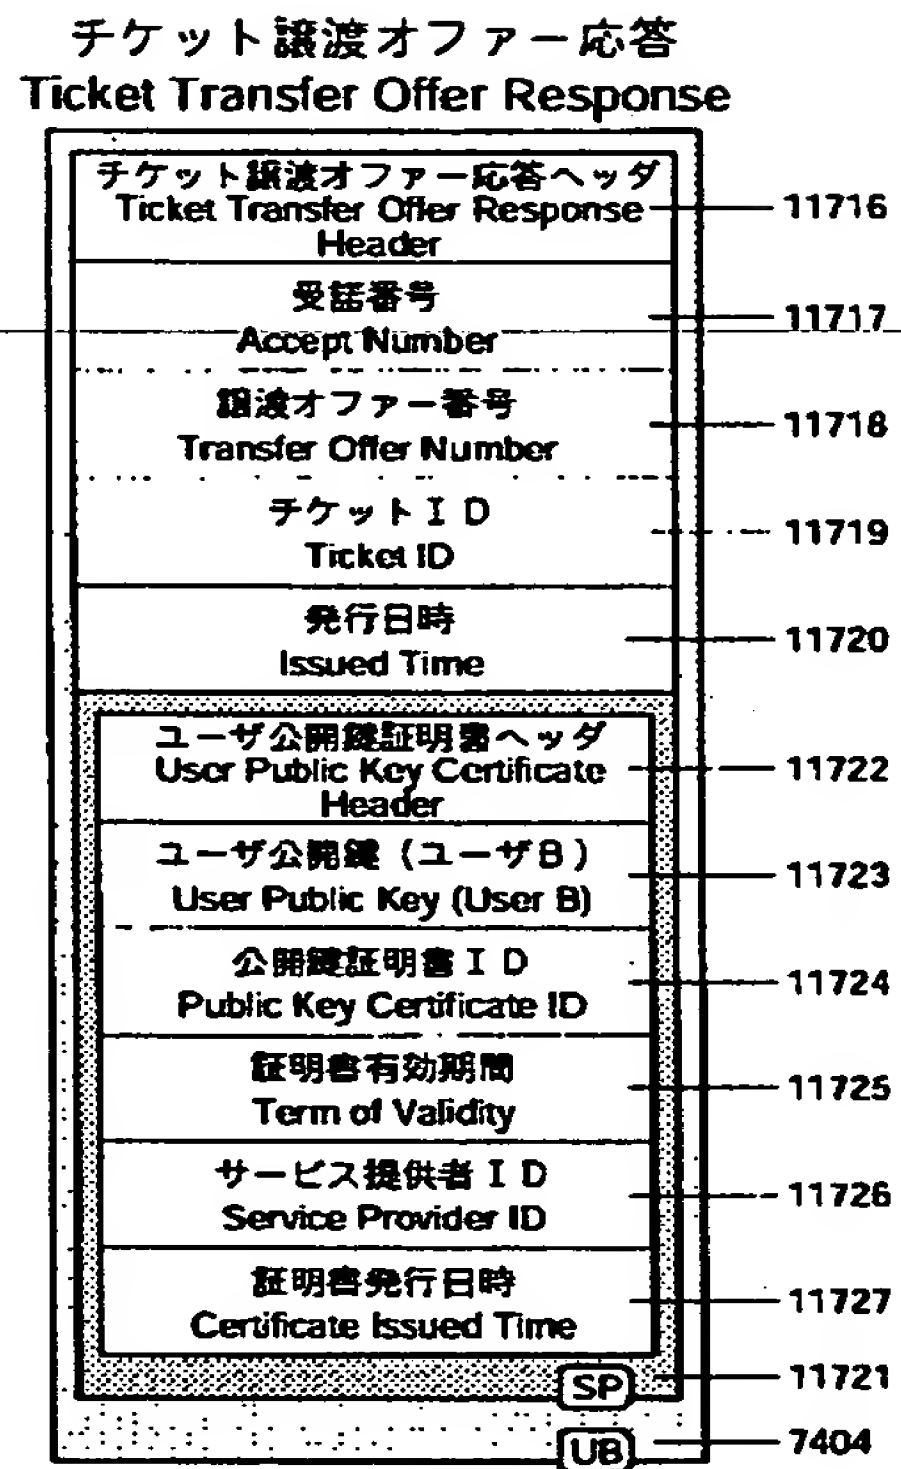 チケット譲渡オファー応答
Ticket Transfer Offer Response
チケット譲渡オファー応答ヘッダ
Ticket Transfer Offer Response
Header
11716
受諾番号
Accept Number
11717
譲渡オファー番号
Transfer Offer Number
11718
チケットＩＤ
Ticket ID
11719
発行日時
Issued Time
11720
ユーザ公開鍵証明書ヘッダ
User Public Key Certificate
Header
11722
ユーザ公開鍵（ユーザＢ）
User Public Key (User B)
11723
公開鍵証明書ＩＤ
Public Key Certificate ID
11724
証明書有効期間
Term of Validity
11725
サービス提供者ＩＤ
Service Provider ID
11726
証明書発行日時
Certificate Issued Time
11727
SP
11721
UB
7404